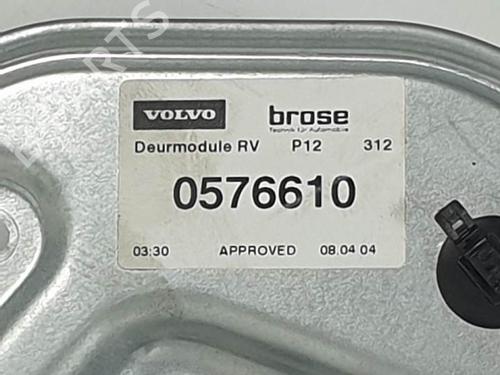 VOLVO brose
Technik für Automobile
Deurmodule RV P12 312
0576610
03:30 APPROVED 08.04 04